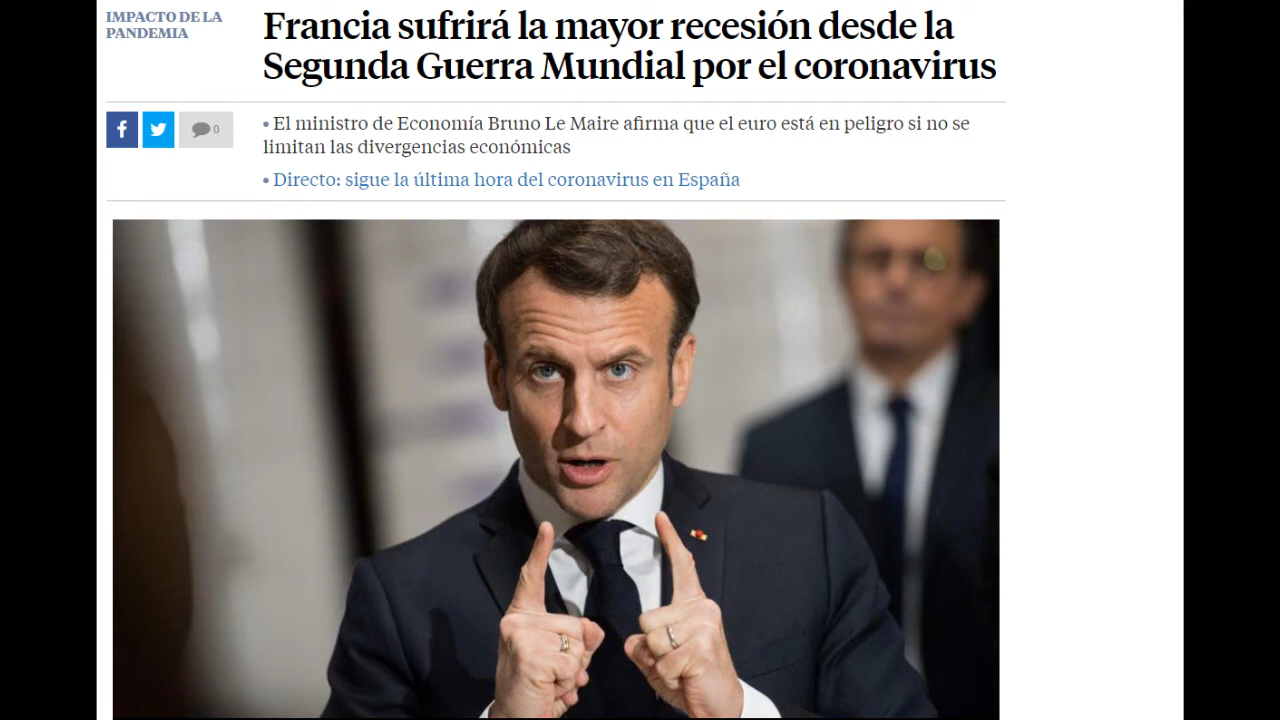 IMPACTO DE LA
PANDEMIA
Francia sufrirá la mayor recesión desde la
Segunda Guerra Mundial por el coronavirus
f
0
• El ministro de Economía Bruno Le Maire afirma que el euro está en peligro si no se
limitan las divergencias económicas
• Directo: sigue la última hora del coronavirus en España